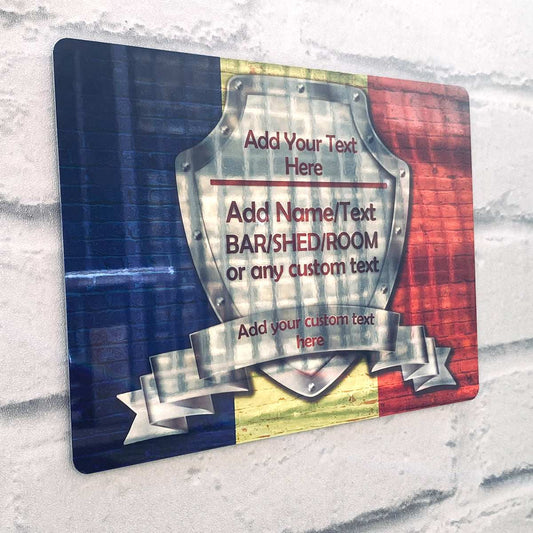 Add Your Text
Here
Add Name/Text
BAR/SHED/ROOM
or any custom text
Add your custom text
here